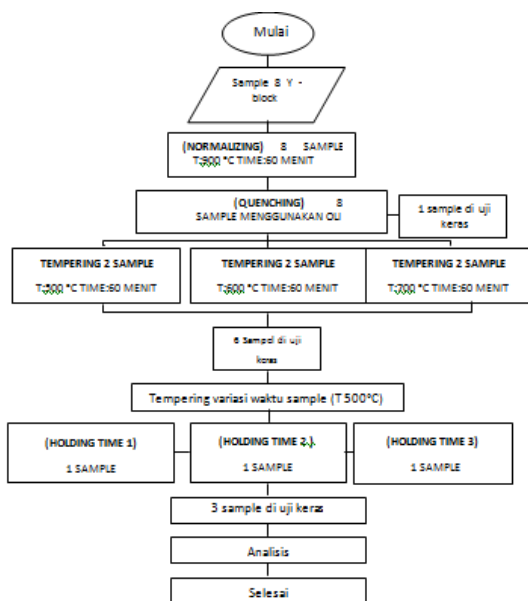 Mulai
Sample 8 Y -
block
(NORMALIZING) 8 SAMPLE
T:900 °C TIME:60 MENIT
(QUENCHING) 8
SAMPLE MENGGUNAKAN OLI
1 sample di uji
keras
TEMPERING 2 SAMPLE
T:500 °C TIME:60 MENIT
TEMPERING 2 SAMPLE
T:600 °C TIME:60 MENIT
TEMPERING 2 SAMPLE
T:700 °C TIME:60 MENIT
6 Sampel di uji
keras
Tempering variasi waktu sample (T 500°C)
(HOLDING TIME 1)
1 SAMPLE
(HOLDING TIME 2.)
1 SAMPLE
(HOLDING TIME 3)
1 SAMPLE
3 sample di uji keras
Analisis
Selesai